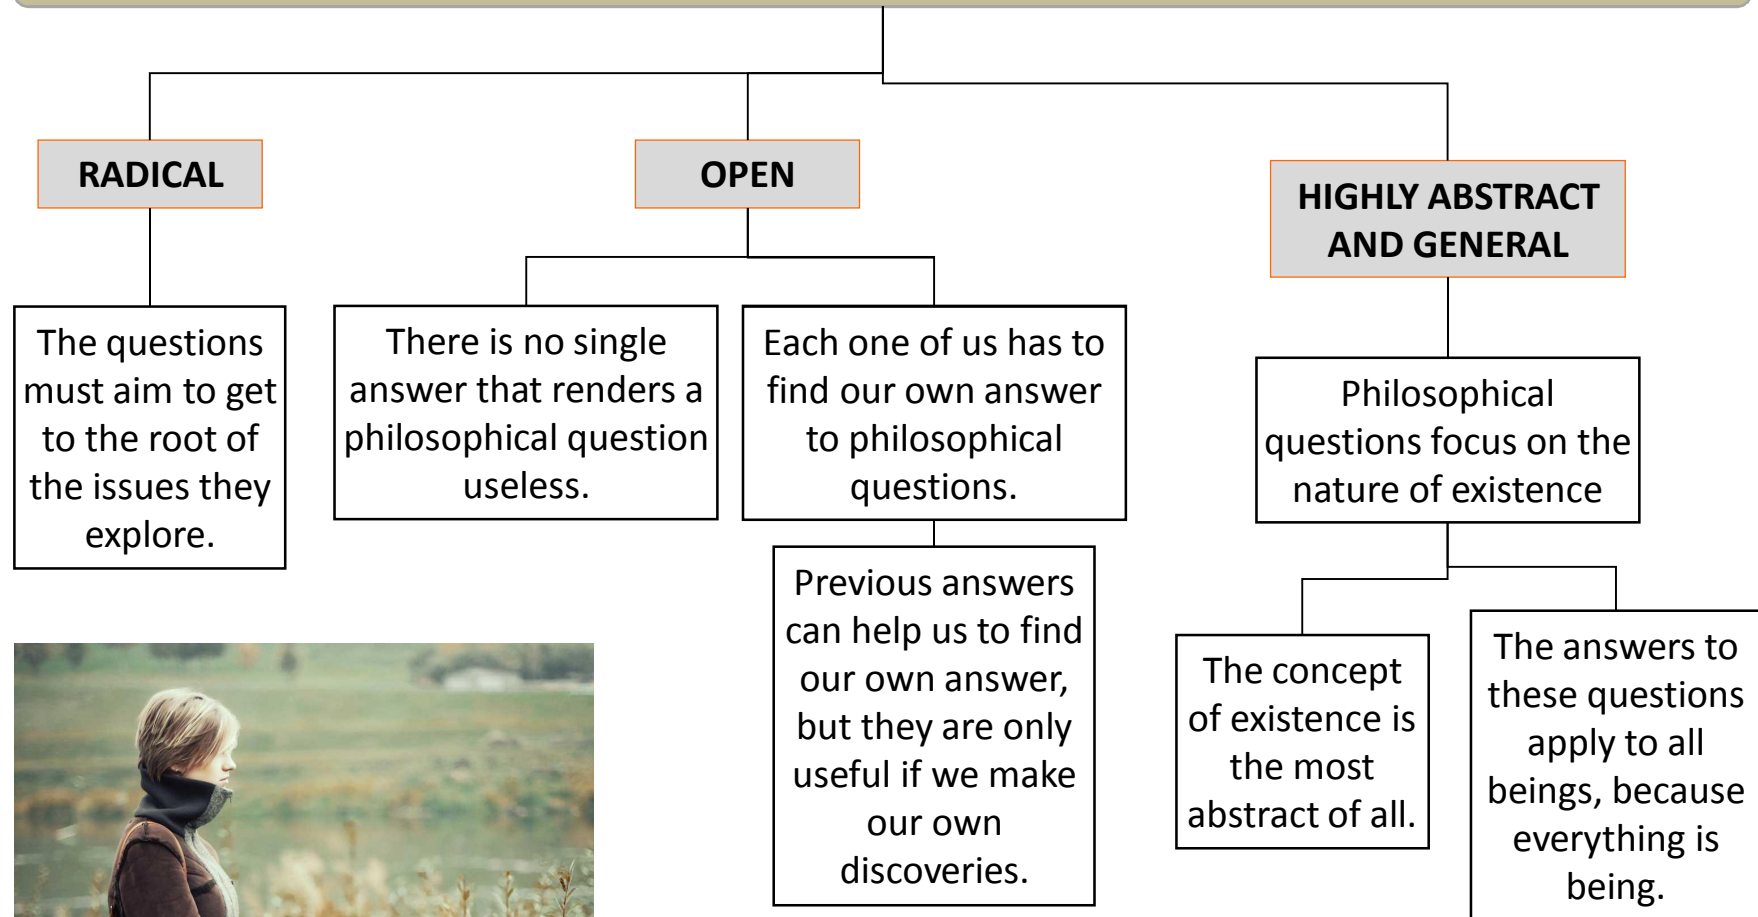 RADICAL
The questions
must aim to get
to the root of
the issues they
explore.
OPEN
There is no single
answer that renders a
philosophical question
useless.
Each one of us has to
find our own answer
to philosophical
questions.
Previous answers
can help us to find
our own answer,
but they are only
useful if we make
our own
discoveries.
HIGHLY ABSTRACT
AND GENERAL
Philosophical
questions focus on the
nature of existence
The concept
of existence is
the most
abstract of all.
The answers to
these questions
apply to all
beings, because
everything is
being.